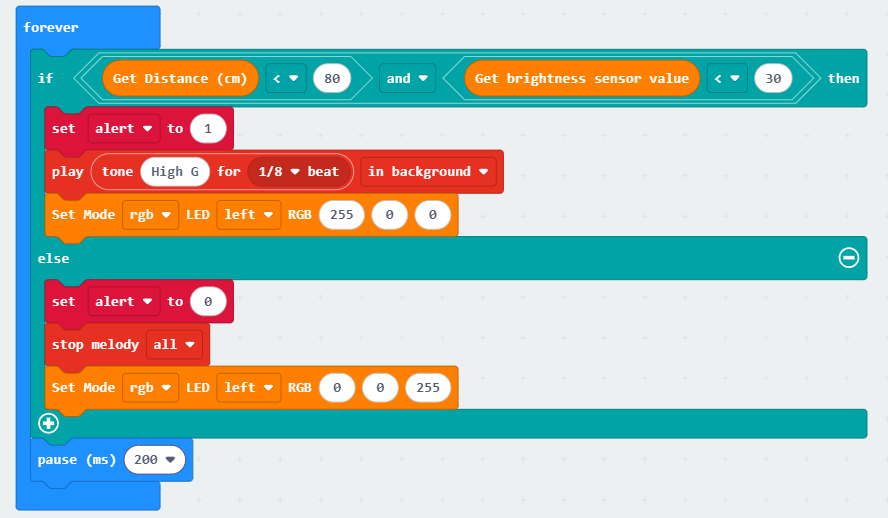 forever
if Get Distance (cm) < 80 and Get brightness sensor value < 30 then
set alert to 1
play tone High G for 1/8 beat in background
Set Mode rgb LED left RGB 255 0 0
else
set alert to 0
stop melody all
Set Mode rgb LED left RGB 0 0 255
pause (ms) 200